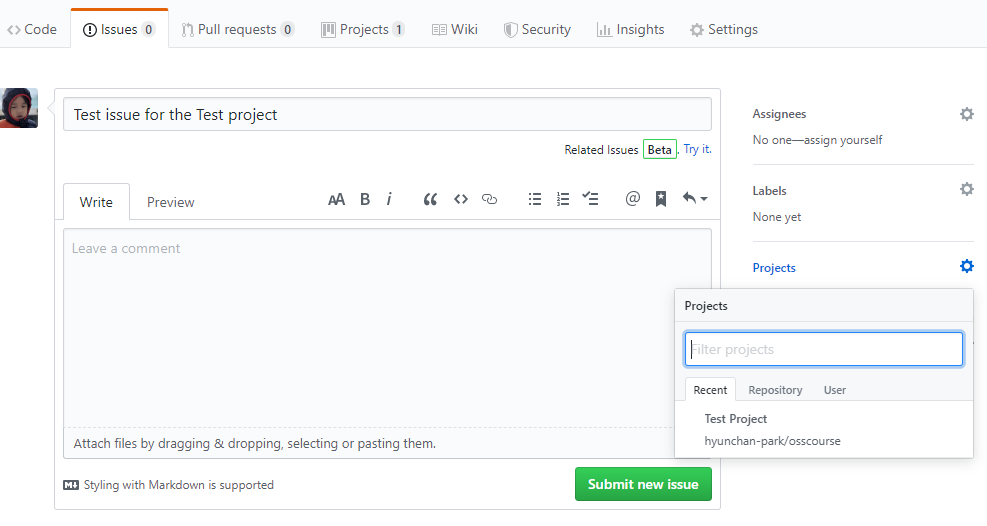 Code Issues 0 Pull requests 0 Projects 1 Wiki Security Insights Settings
Test issue for the Test project
Related Issues Beta. Try it.
Write Preview
AA B i @
Leave a comment
Attach files by dragging & dropping, selecting or pasting them.
Styling with Markdown is supported
Submit new issue
Assignees
No one—assign yourself
Labels
None yet
Projects
Projects
Filter projects
Recent Repository User
Test Project
hyunchan-park/osscourse